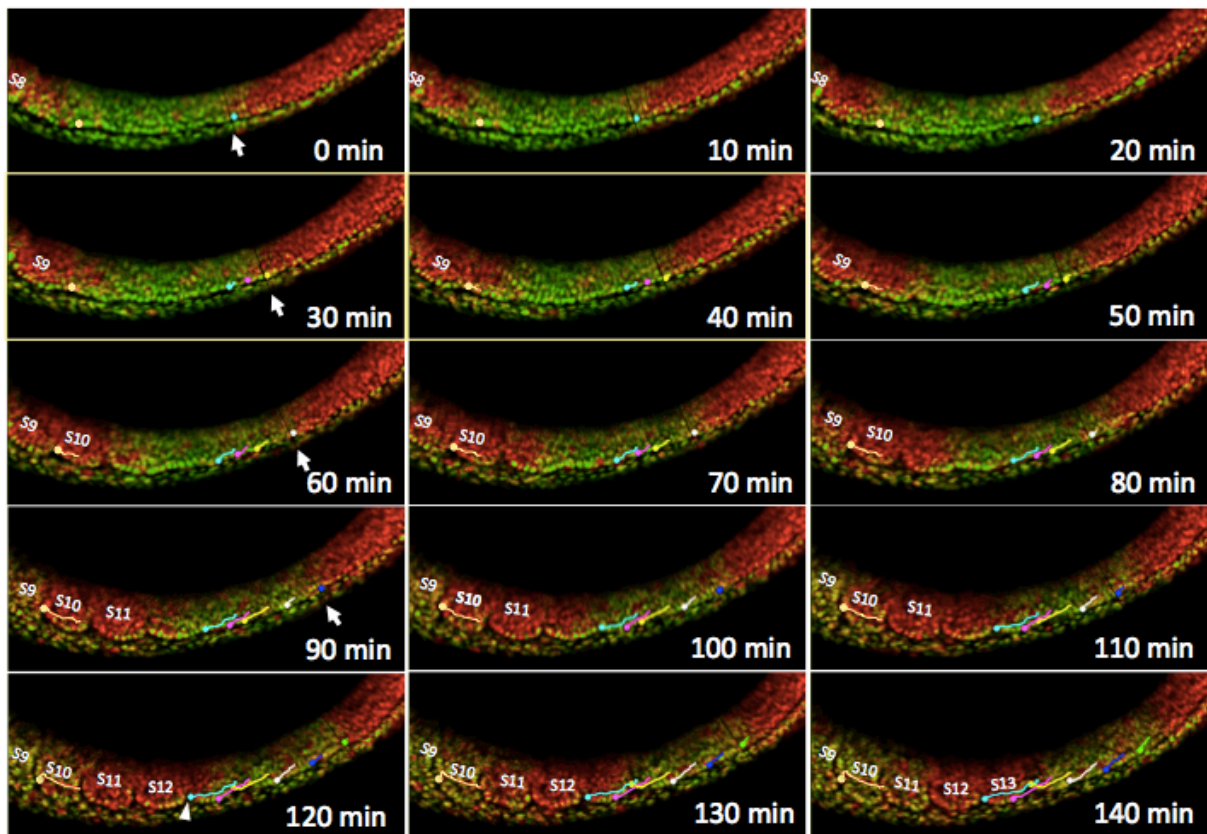 S8
0 min
S8
10 min
S8
20 min
S9
30 min
S9
40 min
S9
50 min
S9 S10
60 min
S9 S10
70 min
S9 S10
80 min
S9 S10 S11
90 min
S9 S10 S11
100 min
S9 S10 S11
110 min
S9 S10 S11 S12
120 min
S9 S10 S11 S12
130 min
S9 S10 S11 S12 S13
140 min